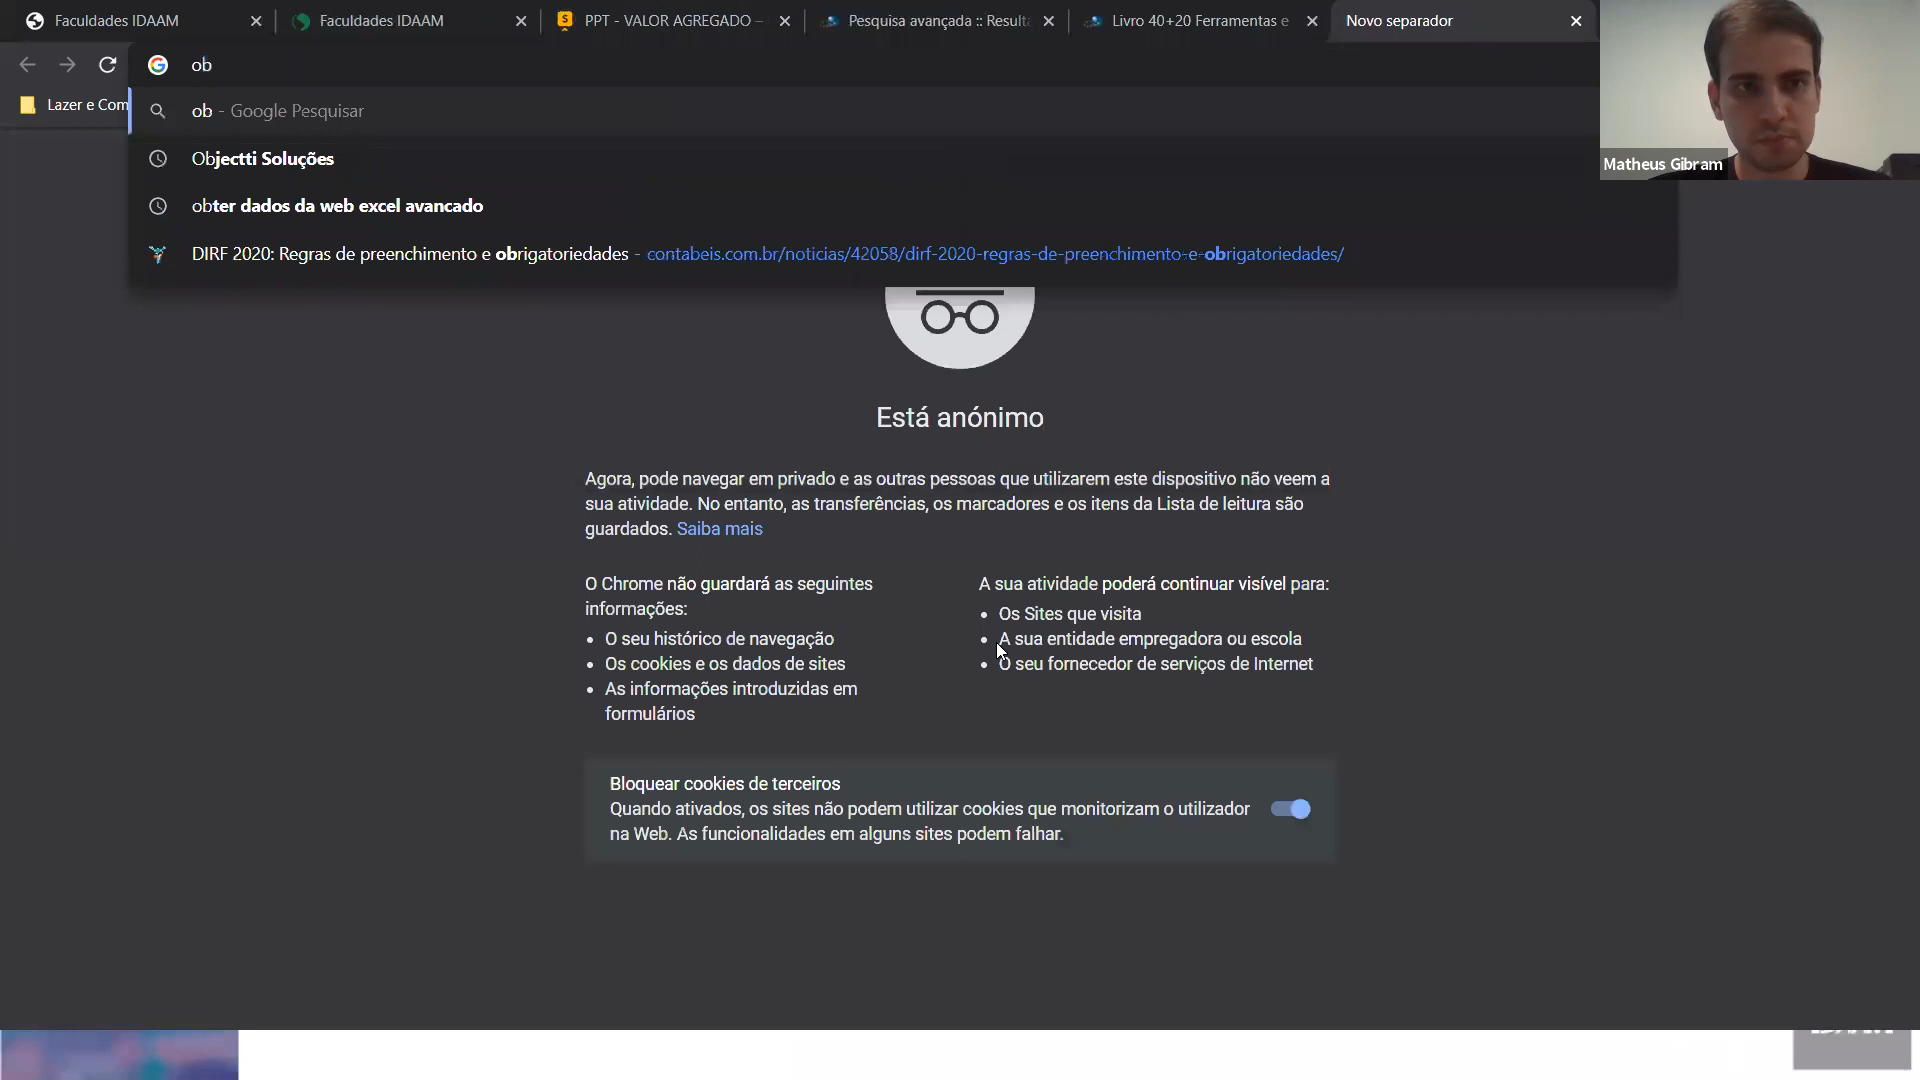 Faculdades IDAAM
Faculdades IDAAM
PPT - VALOR AGREGADO –
Pesquisa avançada :: Resulta
Livro 40+20 Ferramentas e
Novo separador
ob
Lazer e Com
ob - Google Pesquisar
Objectti Soluções
obter dados da web excel avancado
DIRF 2020: Regras de preenchimento e obrigatoriedades - contabeis.com.br/noticias/42058/dirf-2020-regras-de-preenchimento-e-obrigatoriedades/
Matheus Gibram
Está anónimo
Agora, pode navegar em privado e as outras pessoas que utilizarem este dispositivo não veem a
sua atividade. No entanto, as transferências, os marcadores e os itens da Lista de leitura são
guardados. Saiba mais
O Chrome não guardará as seguintes
informações:
• O seu histórico de navegação
• Os cookies e os dados de sites
• As informações introduzidas em
formulários
A sua atividade poderá continuar visível para:
• Os Sites que visita
• A sua entidade empregadora ou escola
• O seu fornecedor de serviços de Internet
Bloquear cookies de terceiros
Quando ativados, os sites não podem utilizar cookies que monitorizam o utilizador
na Web. As funcionalidades em alguns sites podem falhar.